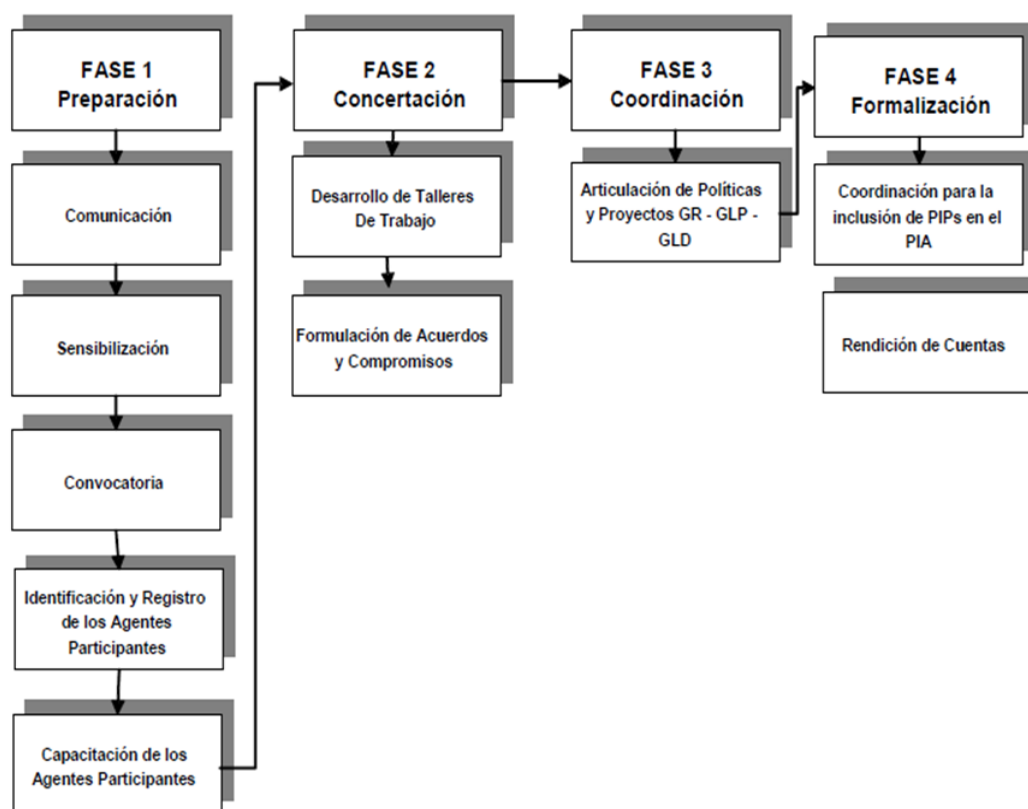 FASE 1
Preparación
Comunicación
Sensibilización
Convocatoria
Identificación y Registro
de los Agentes
Participantes
Capacitación de los
Agentes Participantes
FASE 2
Concertación
Desarrollo de Talleres
De Trabajo
Formulación de Acuerdos
y Compromisos
FASE 3
Coordinación
Articulación de Políticas
y Proyectos GR - GLP -
GLD
FASE 4
Formalización
Coordinación para la
inclusión de PIPs en el
PIA
Rendición de Cuentas